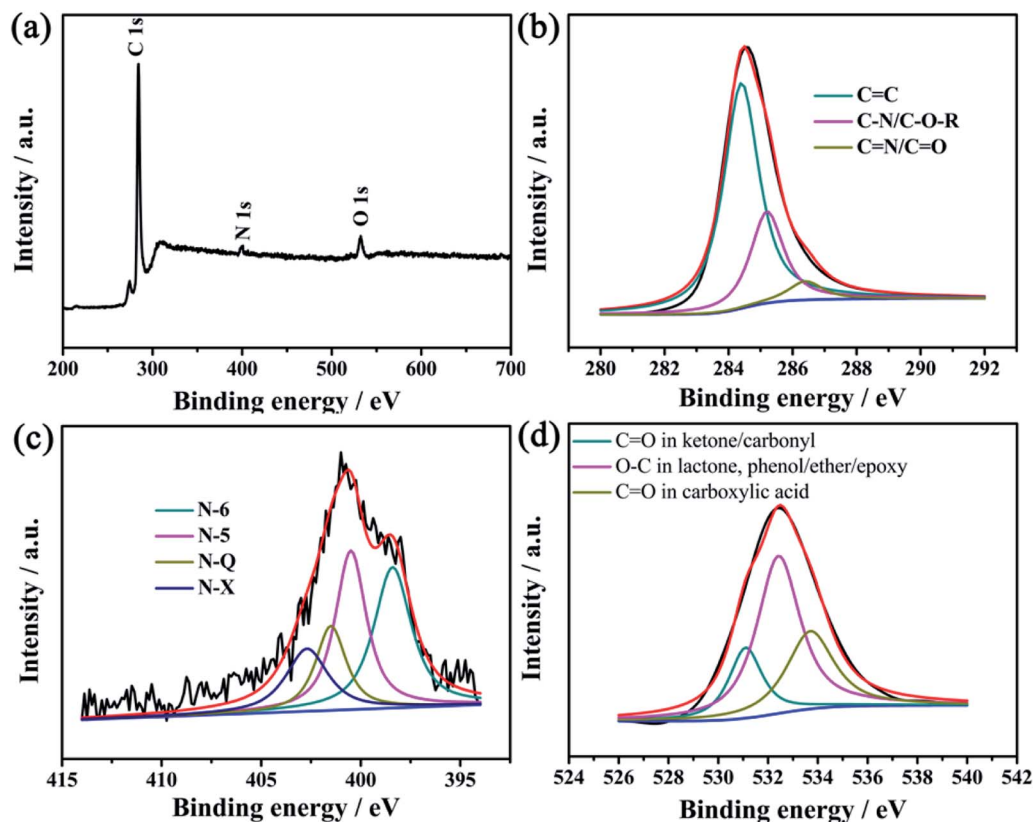 (a)
C 1s
N 1s
O 1s
Intensity / a.u.
200 300 400 500 600 700
Binding energy / eV
(b)
C=C
C-N/C-O-R
C=N/C=O
Intensity / a.u.
280 282 284 286 288 290 292
Binding energy / eV
(c)
N-6
N-5
N-Q
N-X
Intensity / a.u.
415 410 405 400 395
Binding energy / eV
(d)
C=O in ketone/carbonyl
O-C in lactone, phenol/ether/epoxy
C=O in carboxylic acid
Intensity / a.u.
524 526 528 530 532 534 536 538 540 542
Binding energy / eV